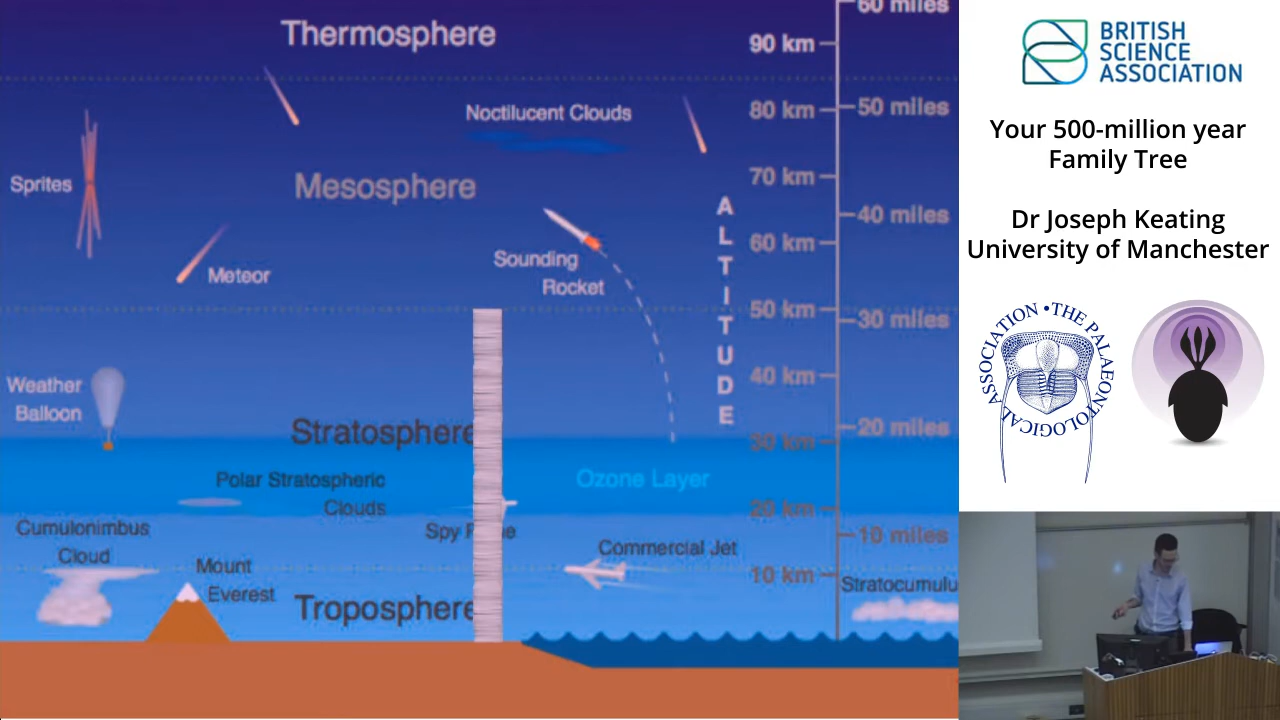 Thermosphere
60 miles
90 km
Noctilucent Clouds
80 km
50 miles
Sprites
Mesosphere
70 km
ALTITUDE
40 miles
60 km
Sounding
Rocket
Meteor
50 km
30 miles
Weather
Balloon
40 km
Stratosphere
20 miles
30 km
Polar Stratospheric
Clouds
Ozone Layer
20 km
Cumulonimbus
Cloud
Spy
10 miles
Commercial Jet
Mount
Everest
10 km
Stratocumulu
Troposphere
BRITISH
SCIENCE
ASSOCIATION
Your 500-million year
Family Tree
Dr Joseph Keating
University of Manchester
THE PALAEONTOLOGICAL ASSOCIATION •